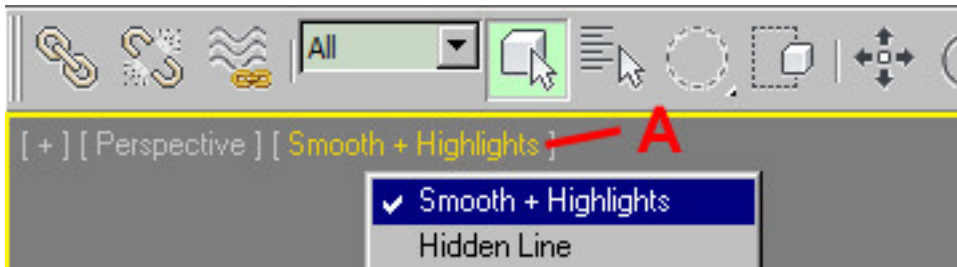 All
[ + ] [ Perspective ] [ Smooth + Highlights ]
A
Smooth + Highlights
Hidden Line